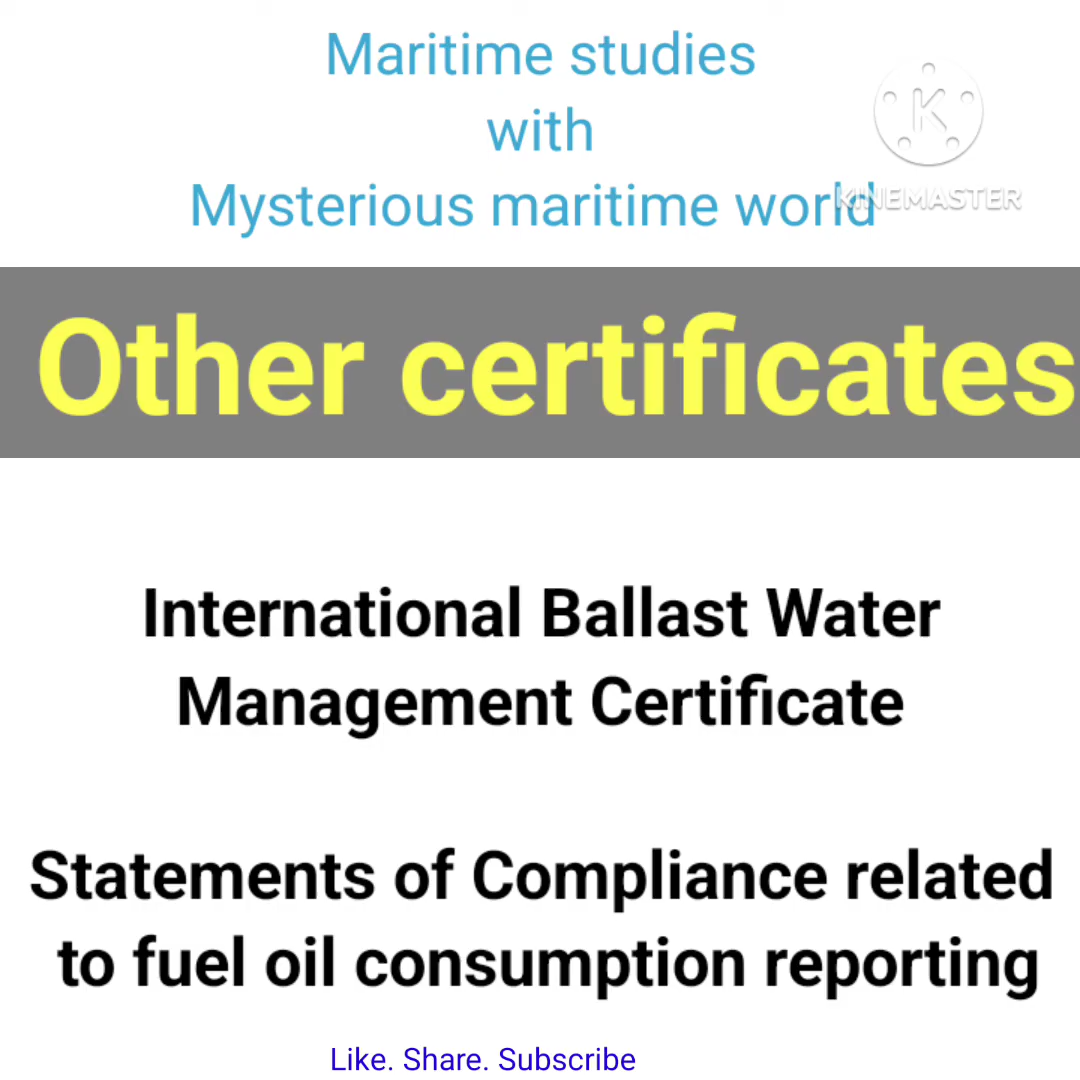 Maritime studies
with
Mysterious maritime world
K
KINEMASTER
Other certificates
International Ballast Water
Management Certificate
Statements of Compliance related
to fuel oil consumption reporting
Like. Share. Subscribe